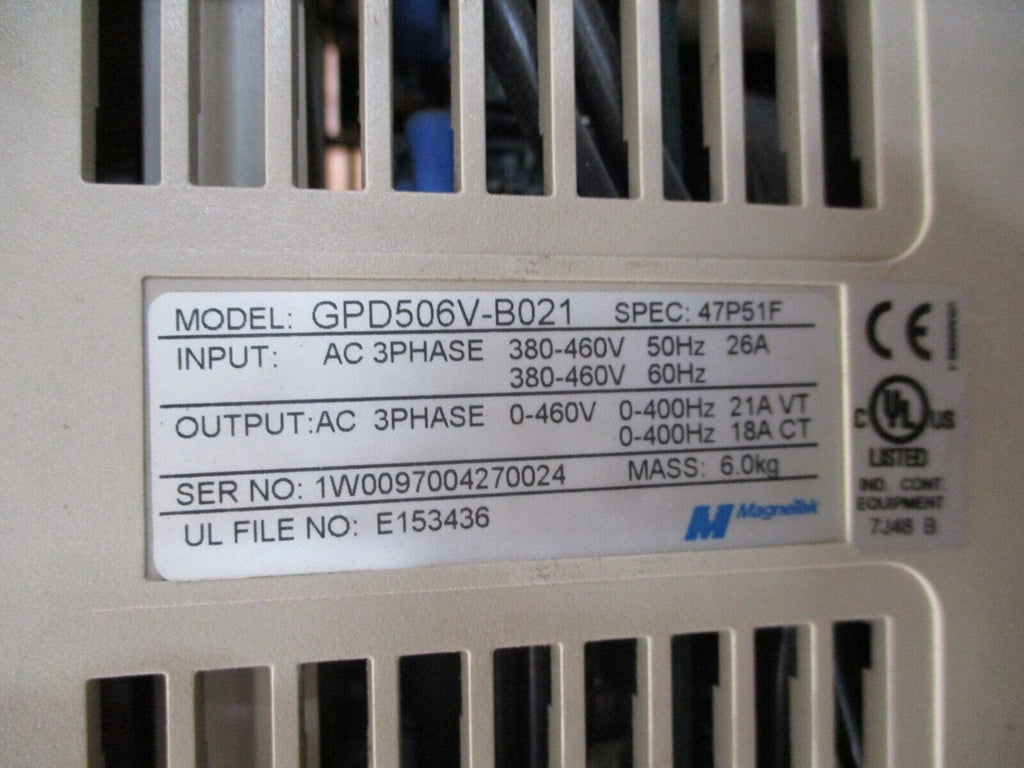 MODEL: GPD506V-B021 SPEC: 47P51F
INPUT: AC 3PHASE 380-460V 50Hz 26A
380-460V 60Hz
OUTPUT:AC 3PHASE 0-460V 0-400Hz 21A VT
0-400Hz 18A CT
SER NO: 1W0097004270024 MASS: 6.0kg
UL FILE NO: E153436
MagneTek
CE
C UL US
LISTED
IND. CONT.
EQUIPMENT
7J48 B